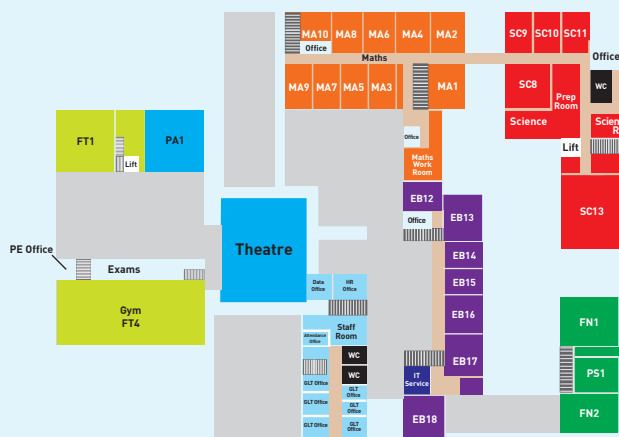 MA10 MA8 MA6 MA4 MA2
Office
Maths
MA9 MA7 MA5 MA3 MA1
SC9 SC10 SC11
Office
SC8
Prep
Room
WC
Science
Lift
SC13
FT1
PA1
Lift
Office
Maths
Work
Room
EB12
Office
EB13
EB14
EB15
EB16
EB17
IT
Service
EB18
PE Office
Exams
Gym
FT4
Theatre
Data
Office
HR
Office
Staff
Room
Attendance
Office
WC
WC
GLT Office
GLT
Office
GLT Office
GLT
Office
GLT Office
GLT
Office
FN1
PS1
FN2